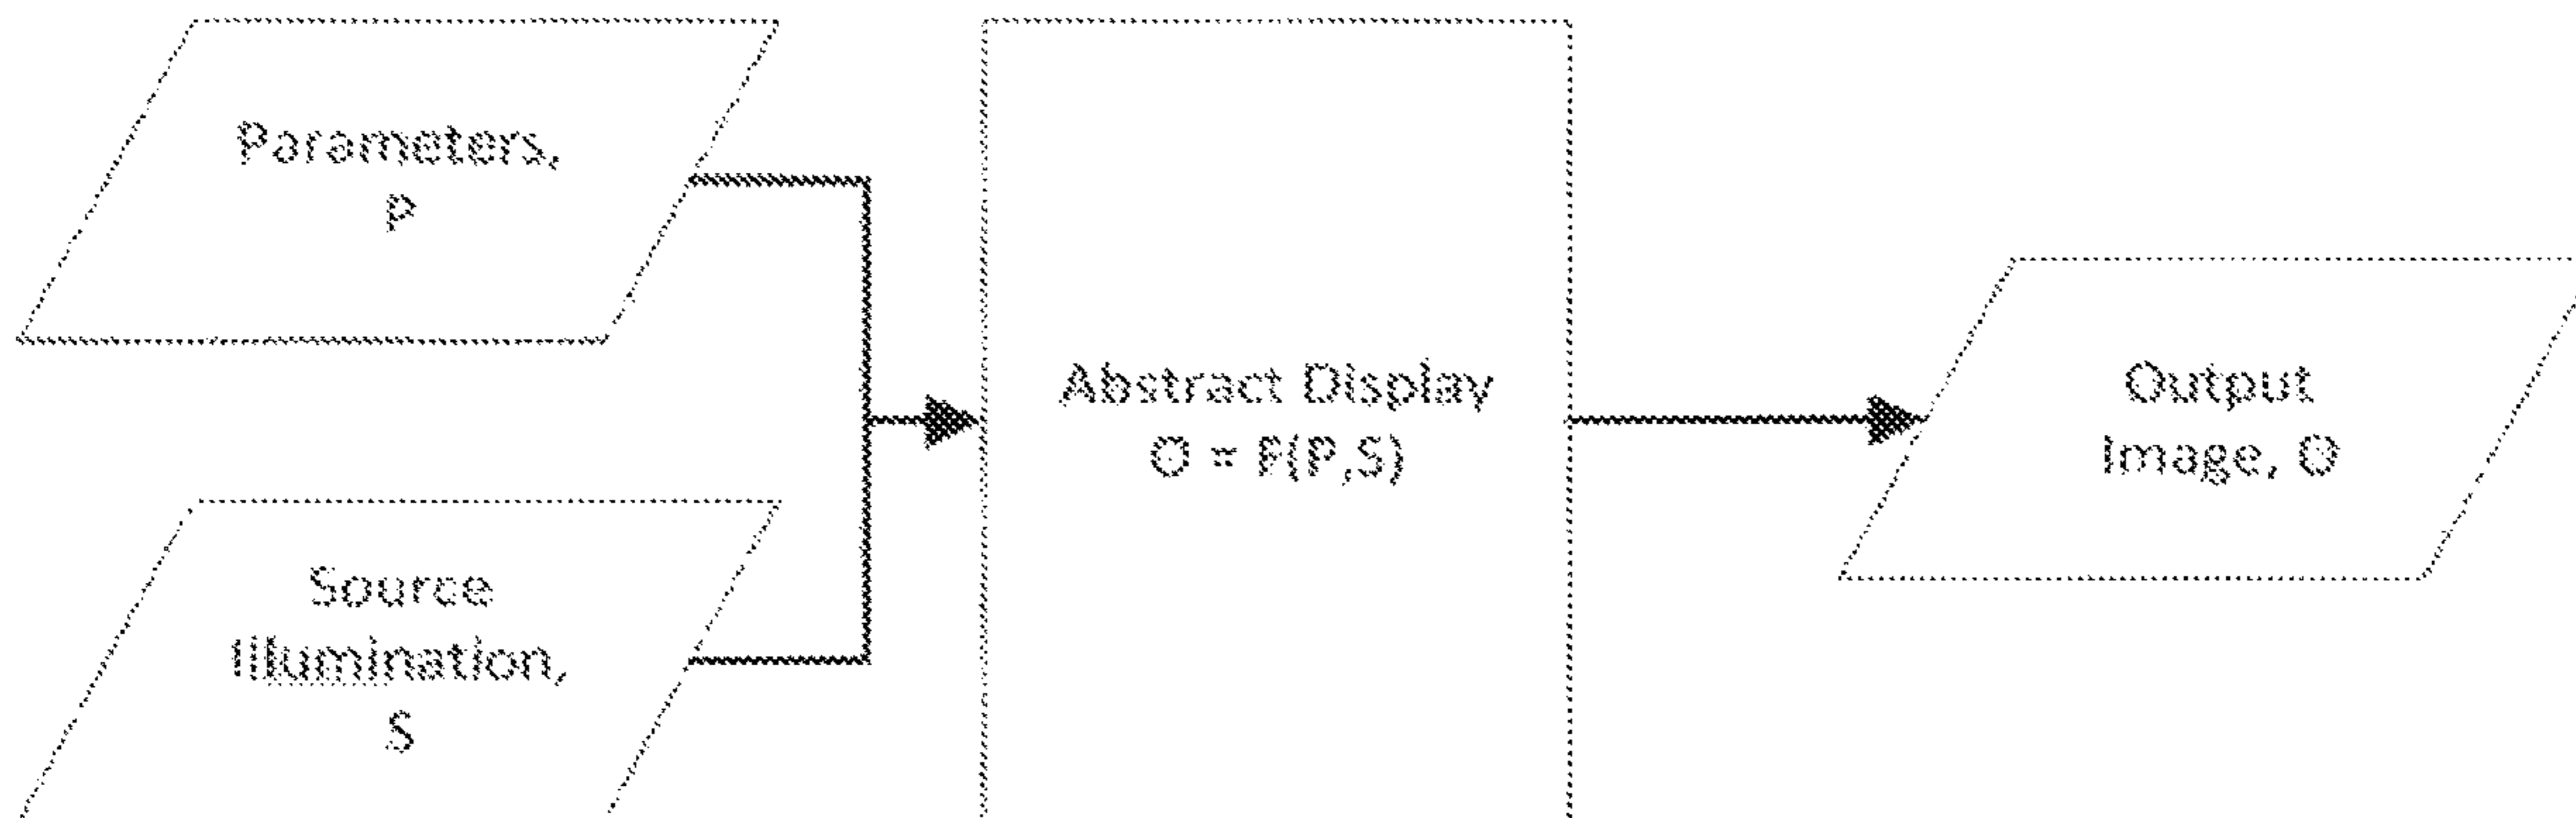 Parameters,
P
Source
Illumination,
S
Abstract Display
O = F(P,S)
Output
Image, O